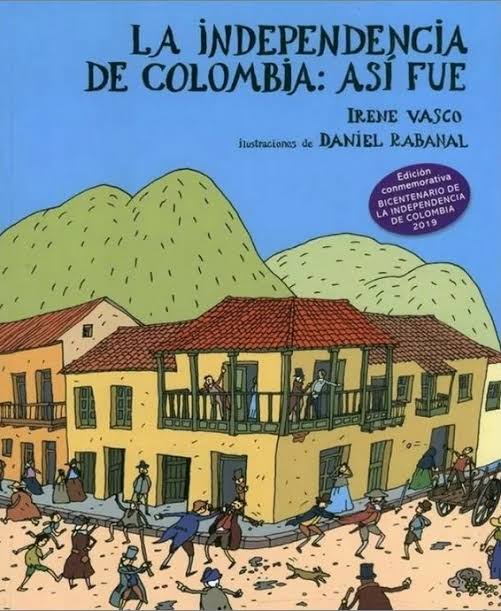 LA INDEPENDENCIA
DE COLOMBIA: ASÍ FUE
IRENE VASCO
ilustraciones de DANIEL RABANAL
Edición
conmemorativa
BICENTENARIO DE
LA INDEPENDENCIA
DE COLOMBIA
2019